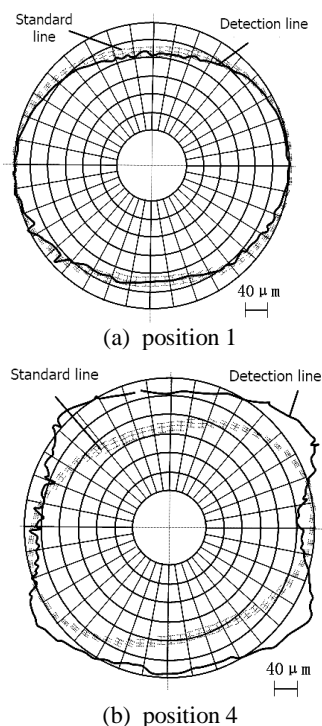 Standard
line
Detection line
40 μm
(a) position 1
Standard line
Detection line
40 μm
(b) position 4